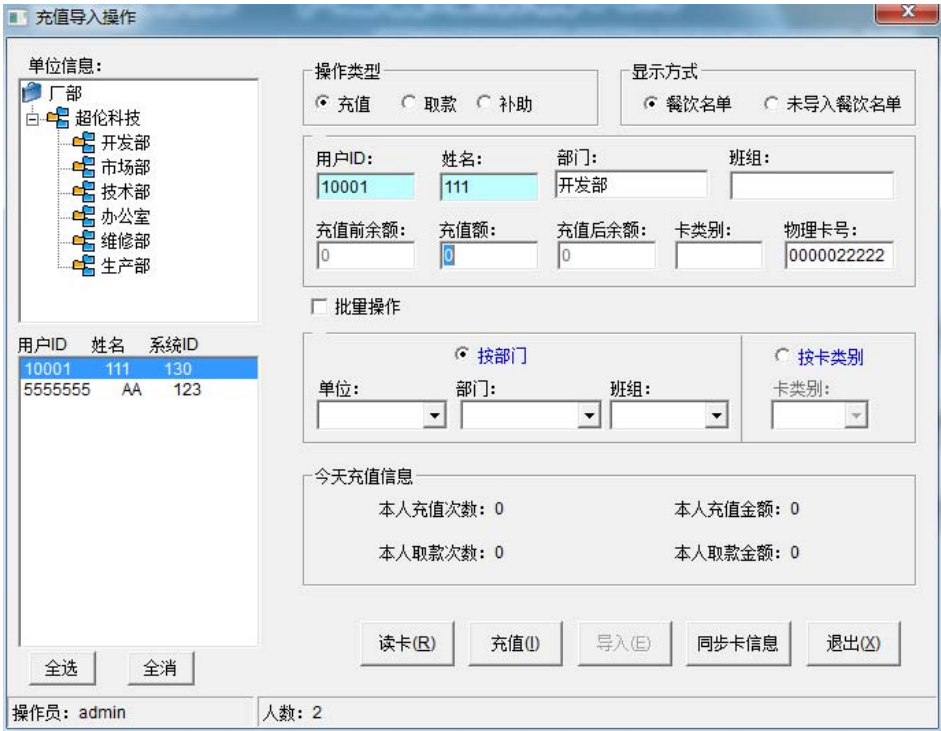 充值导入操作
单位信息：
厂部
超伦科技
开发部
市场部
技术部
办公室
维修部
生产部
用户ID 姓名 系统ID
10001 111 130
5555555 AA 123
全选 全消
操作类型
充值 取款 补助
显示方式
餐饮名单 未导入餐饮名单
用户ID： 姓名： 部门： 班组：
10001 111 开发部
充值前余额： 充值额： 充值后余额： 卡类别： 物理卡号：
0 0 0 0000022222
批量操作
按部门 按卡类别
单位： 部门： 班组： 卡类别：
今天充值信息
本人充值次数：0 本人充值金额：0
本人取款次数：0 本人取款金额：0
读卡(R) 充值(I) 导入(E) 同步卡信息 退出(X)
操作员：admin 人数：2